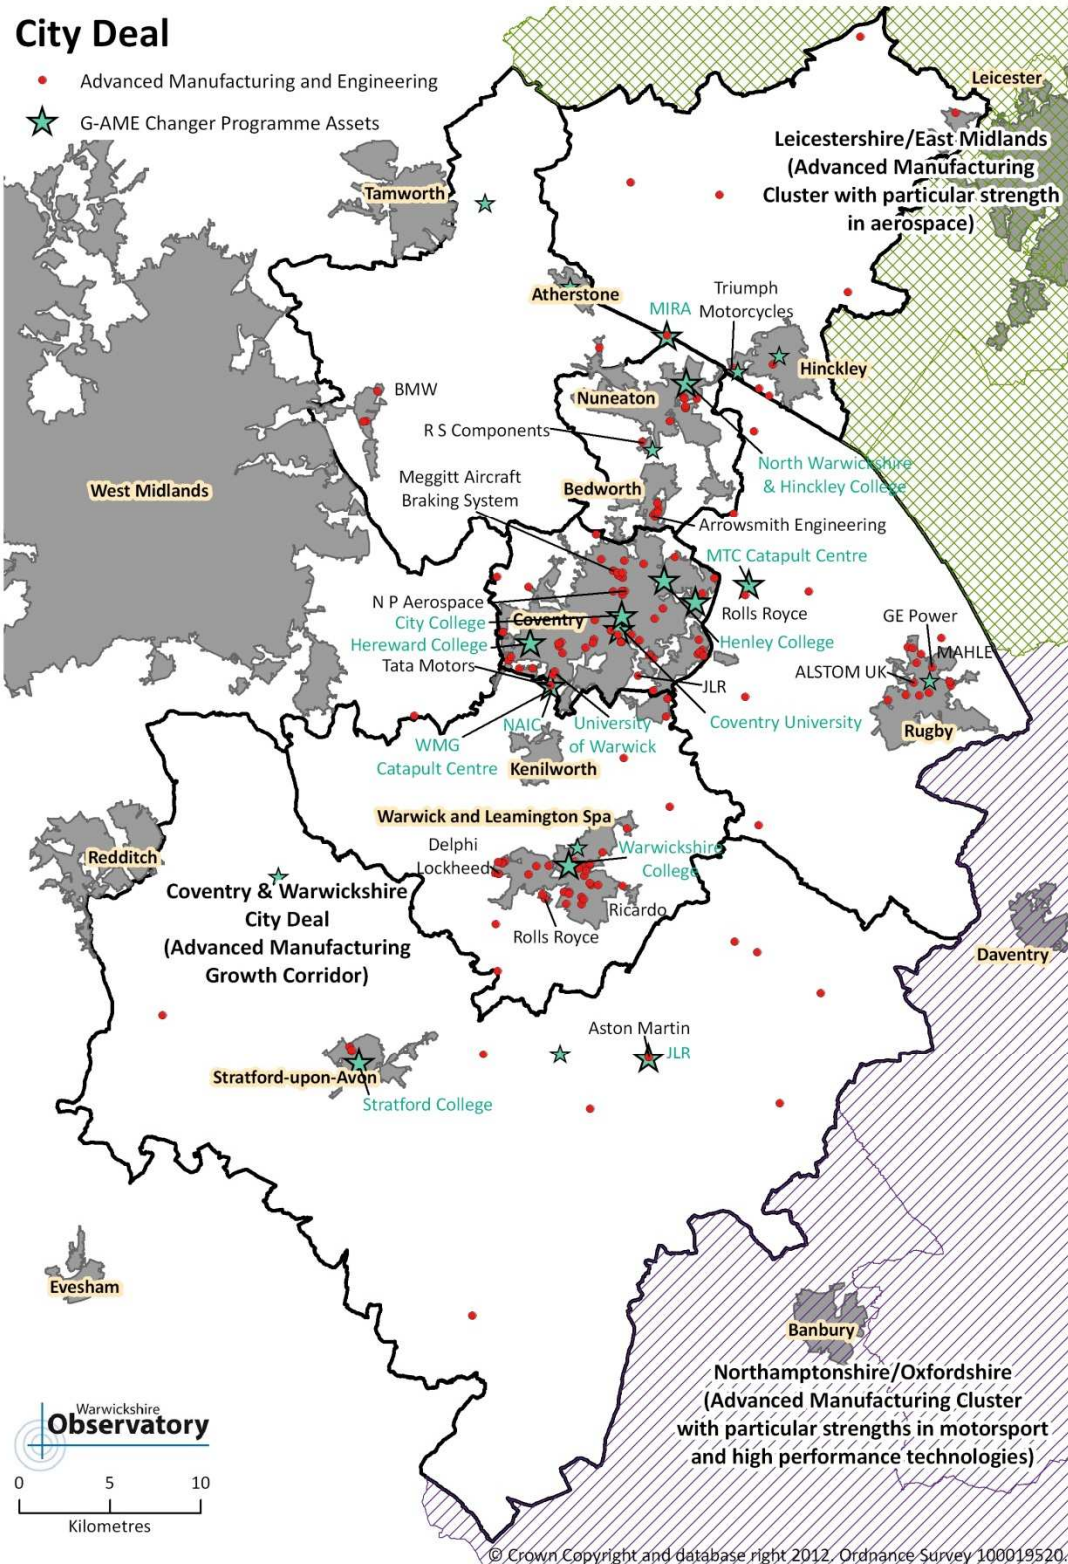 City Deal
Advanced Manufacturing and Engineering
G-AME Changer Programme Assets
Leicester
Leicestershire/East Midlands
(Advanced Manufacturing
Cluster with particular strength
in aerospace)
Tamworth
Atherstone
MIRA
Triumph
Motorcycles
Hinckley
BMW
Nuneaton
R S Components
North Warwickshire
& Hinckley College
West Midlands
Meggitt Aircraft
Braking System
Bedworth
Arrowsmith Engineering
MTC Catapult Centre
N P Aerospace
City College
Coventry
Hereward College
Tata Motors
Rolls Royce
Henley College
GE Power
MAHLE
ALSTOM UK
JLR
Rugby
NAIC
University
of Warwick
Coventry University
WMG
Catapult Centre
Kenilworth
Warwick and Leamington Spa
Redditch
Delphi
Lockheed
Warwickshire
College
Ricardo
Rolls Royce
Coventry & Warwickshire
City Deal
(Advanced Manufacturing
Growth Corridor)
Daventry
Aston Martin
JLR
Stratford-upon-Avon
Stratford College
Evesham
Banbury
Northamptonshire/Oxfordshire
(Advanced Manufacturing Cluster
with particular strengths in motorsport
and high performance technologies)
Warwickshire
Observatory
0 5 10
Kilometres
© Crown Copyright and database right 2012. Ordnance Survey 100019520.